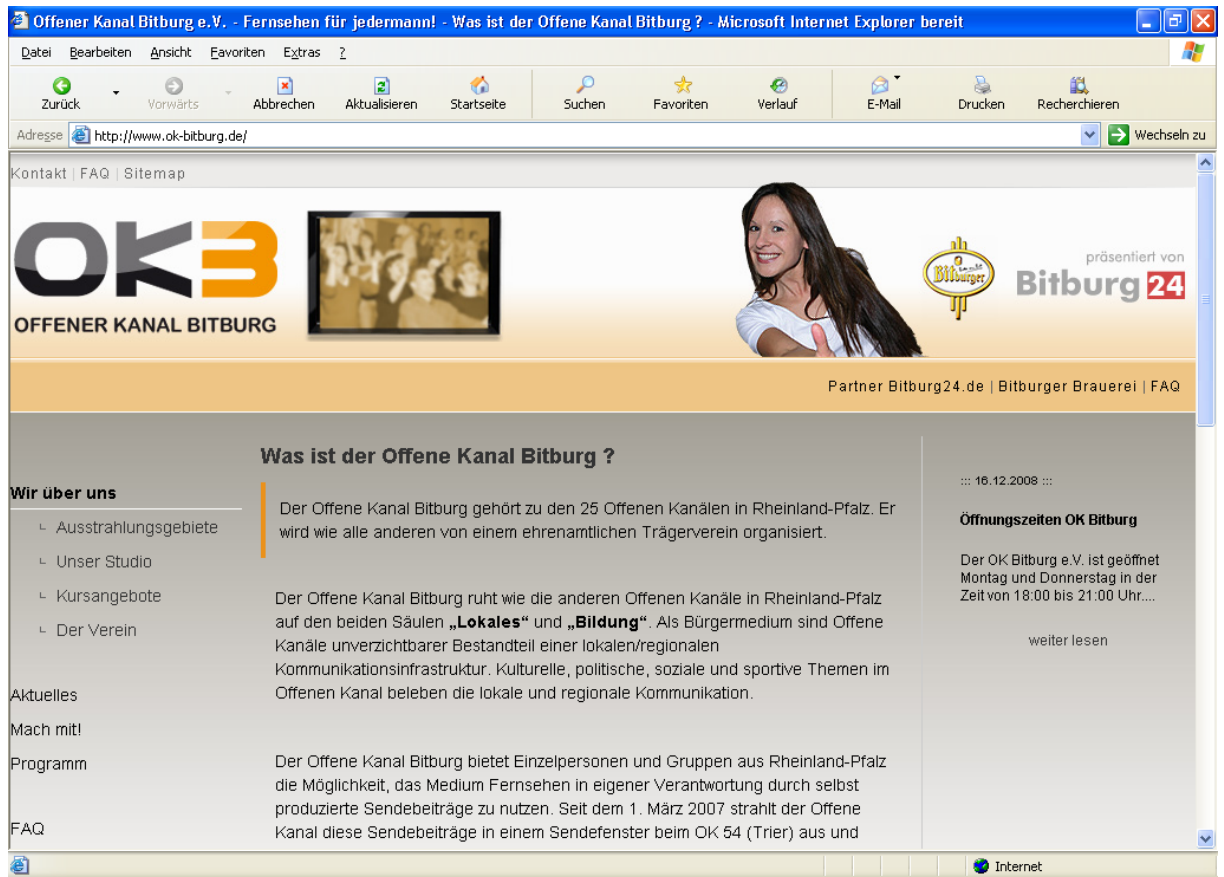 Offener Kanal Bitburg e.V. - Fernsehen für jedermann! - Was ist der Offene Kanal Bitburg ? - Microsoft Internet Explorer bereit
Datei Bearbeiten Ansicht Favoriten Extras ?
Zurück Vorwärts Abbrechen Aktualisieren Startseite Suchen Favoriten Verlauf E-Mail Drucken Recherchieren
Adresse http://www.ok-bitburg.de/ Wechseln zu
Kontakt | FAQ | Sitemap
OKB
OFFENER KANAL BITBURG
Bitburger
präsentiert von
Bitburg 24
Partner Bitburg24.de | Bitburger Brauerei | FAQ
Wir über uns
Ausstrahlungsgebiete
Unser Studio
Kursangebote
Der Verein
Aktuelles
Mach mit!
Programm
FAQ
Was ist der Offene Kanal Bitburg ?
Der Offene Kanal Bitburg gehört zu den 25 Offenen Kanälen in Rheinland-Pfalz. Er
wird wie alle anderen von einem ehrenamtlichen Trägerverein organisiert.
Der Offene Kanal Bitburg ruht wie die anderen Offenen Kanäle in Rheinland-Pfalz
auf den beiden Säulen „Lokales“ und „Bildung“. Als Bürgermedium sind Offene
Kanäle unverzichtbarer Bestandteil einer lokalen/regionalen
Kommunikationsinfrastruktur. Kulturelle, politische, soziale und sportive Themen im
Offenen Kanal beleben die lokale und regionale Kommunikation.
Der Offene Kanal Bitburg bietet Einzelpersonen und Gruppen aus Rheinland-Pfalz
die Möglichkeit, das Medium Fernsehen in eigener Verantwortung durch selbst
produzierte Sendebeiträge zu nutzen. Seit dem 1. März 2007 strahlt der Offene
Kanal diese Sendebeiträge in einem Sendefenster beim OK 54 (Trier) aus und
::: 16.12.2008 :::
Öffnungszeiten OK Bitburg
Der OK Bitburg e.V. ist geöffnet
Montag und Donnerstag in der
Zeit von 18:00 bis 21:00 Uhr....
weiter lesen
Internet